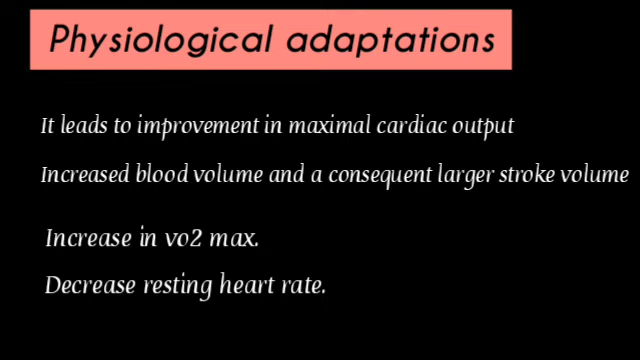 Physiological adaptations
It leads to improvement in maximal cardiac output
Increased blood volume and a consequent larger stroke volume
Increase in vo2 max.
Decrease resting heart rate.